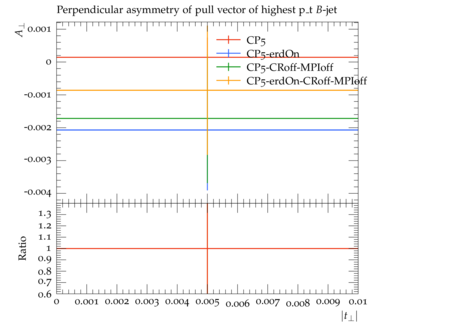 Perpendicular asymmetry of pull vector of highest p_t B-jet
A⊥
0.001
0
-0.001
-0.002
-0.003
-0.004
CP5
CP5-erdOn
CP5-CRoff-MPIoff
CP5-erdOn-CRoff-MPIoff
Ratio
1.3
1.2
1.1
1
0.9
0.8
0.7
0.6
0 0.001 0.002 0.003 0.004 0.005 0.006 0.007 0.008 0.009 0.01
|t⊥|